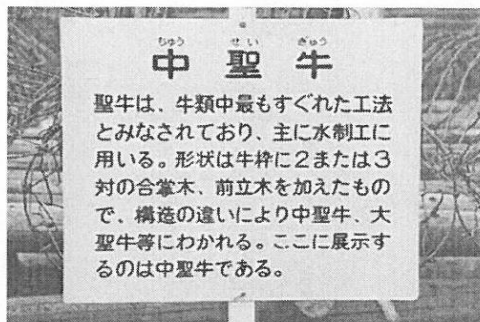 ちゅう せい ぎゅう
中聖牛
聖牛は、牛類中最もすぐれた工法
とみなされており、主に水制工に
用いる。形状は牛枠に2または3
対の合掌木、前立木を加えたもの
で、構造の違いにより中聖牛、大
聖牛等にわかれる。ここに展示す
るのは中聖牛である。